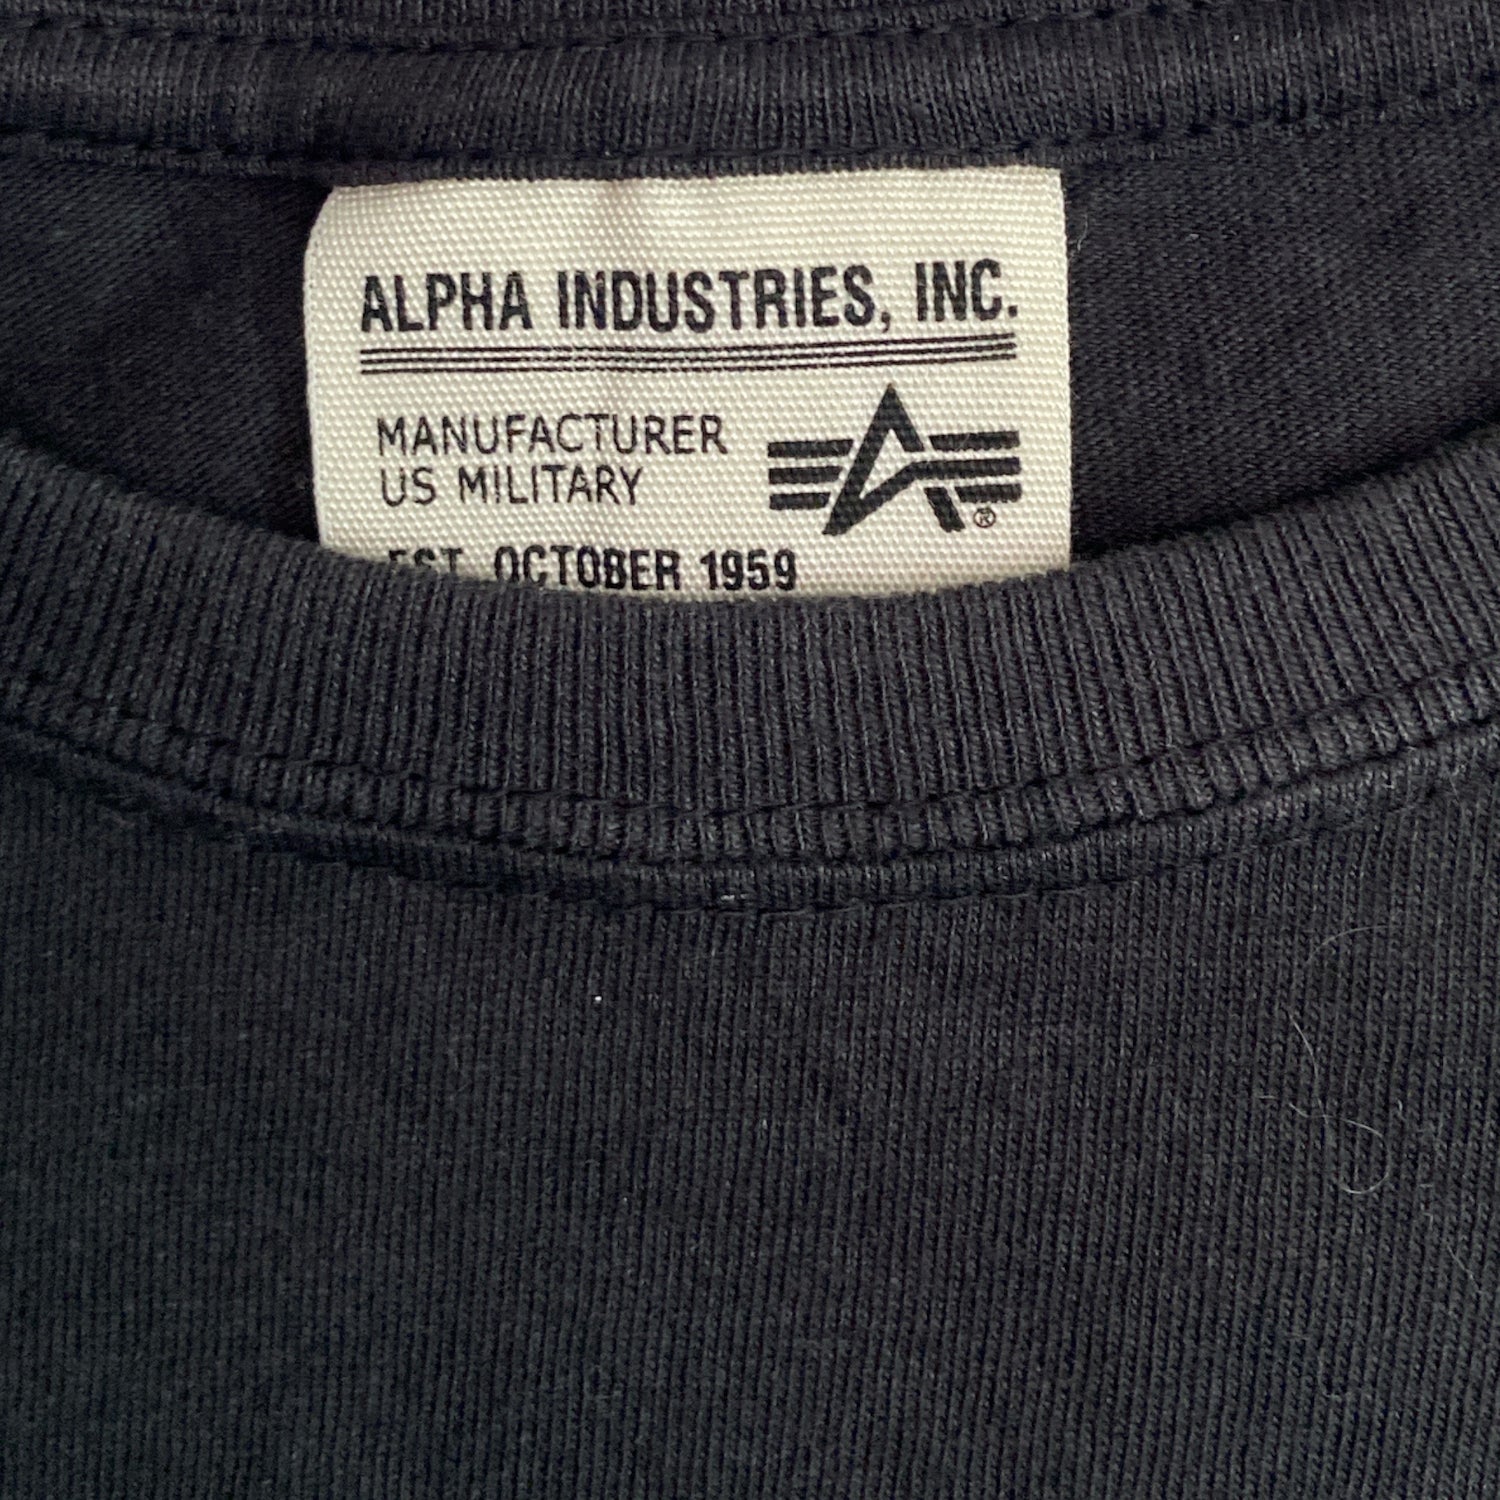 ALPHA INDUSTRIES, INC.
MANUFACTURER
US MILITARY
®
EST. OCTOBER 1959